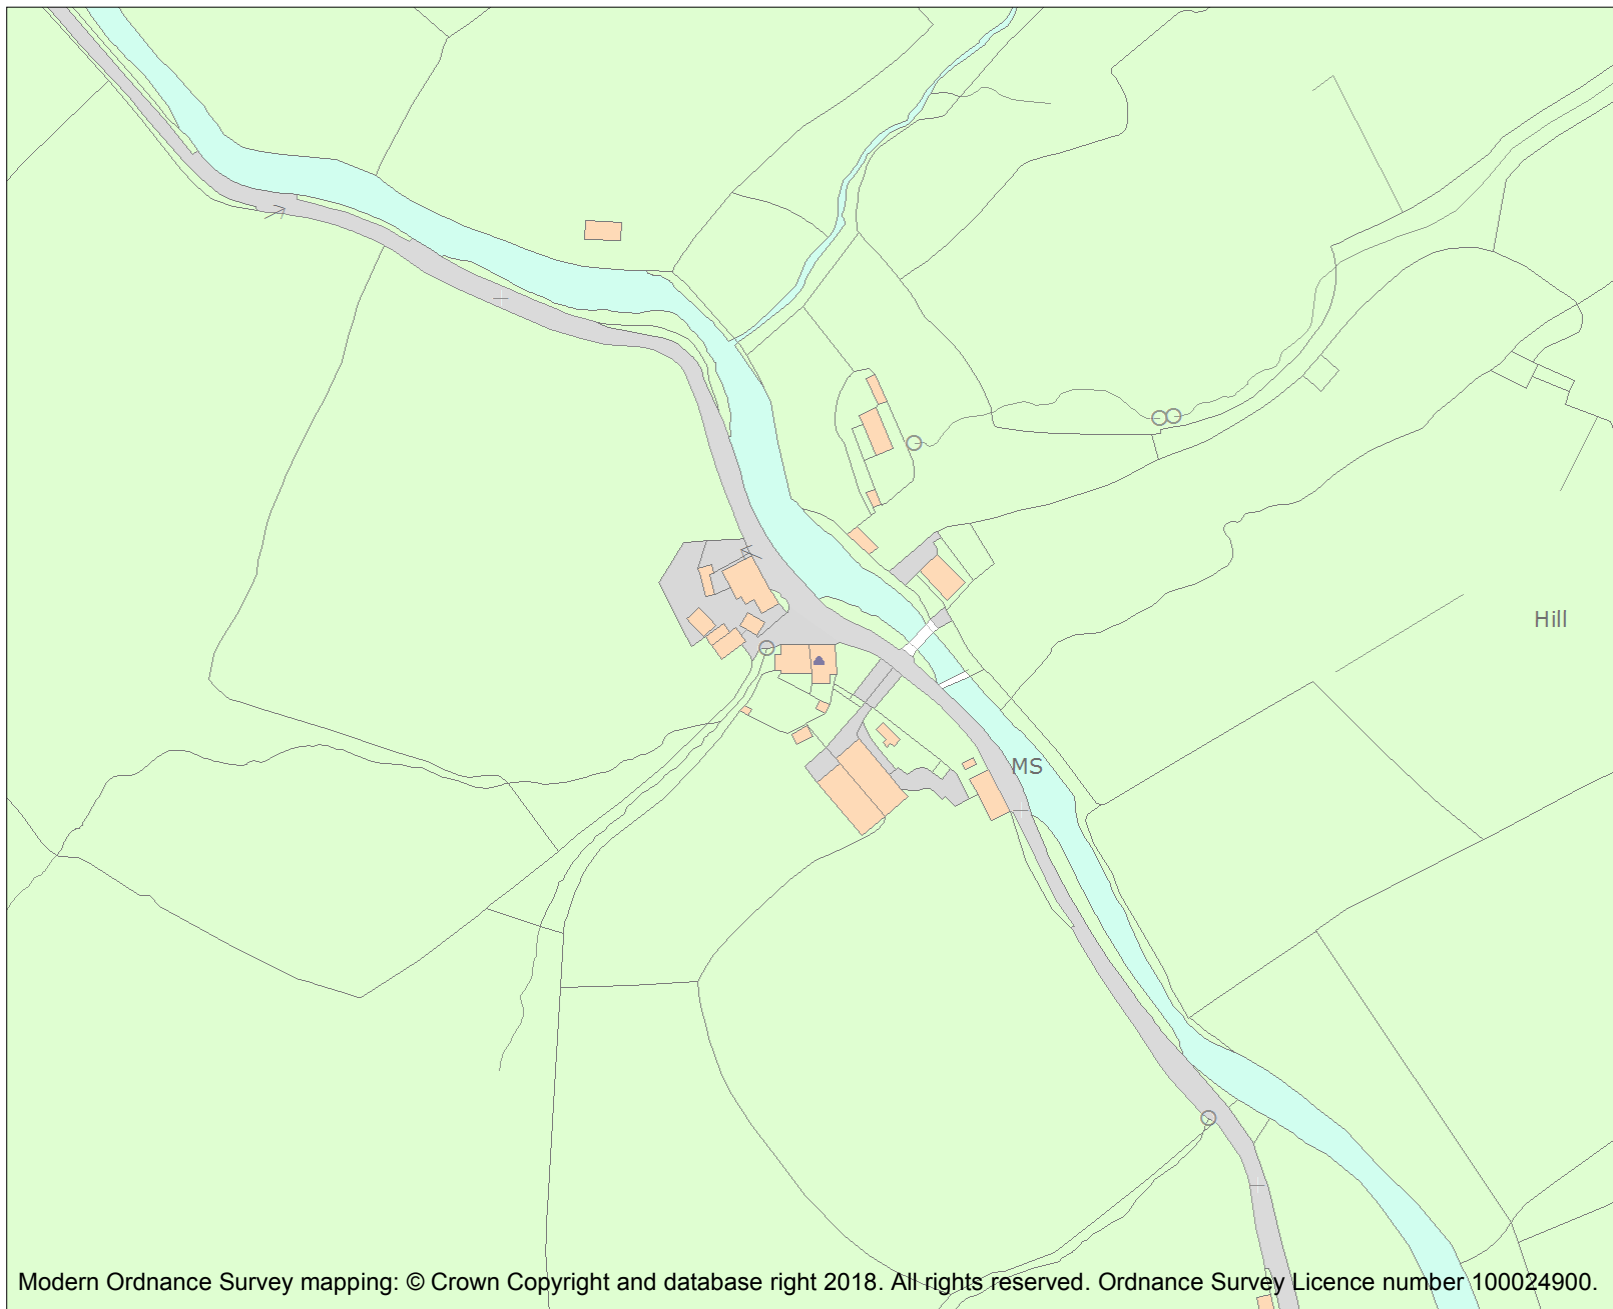 Hill
MS
Modern Ordnance Survey mapping: © Crown Copyright and database right 2018. All rights reserved. Ordnance Survey Licence number 100024900.